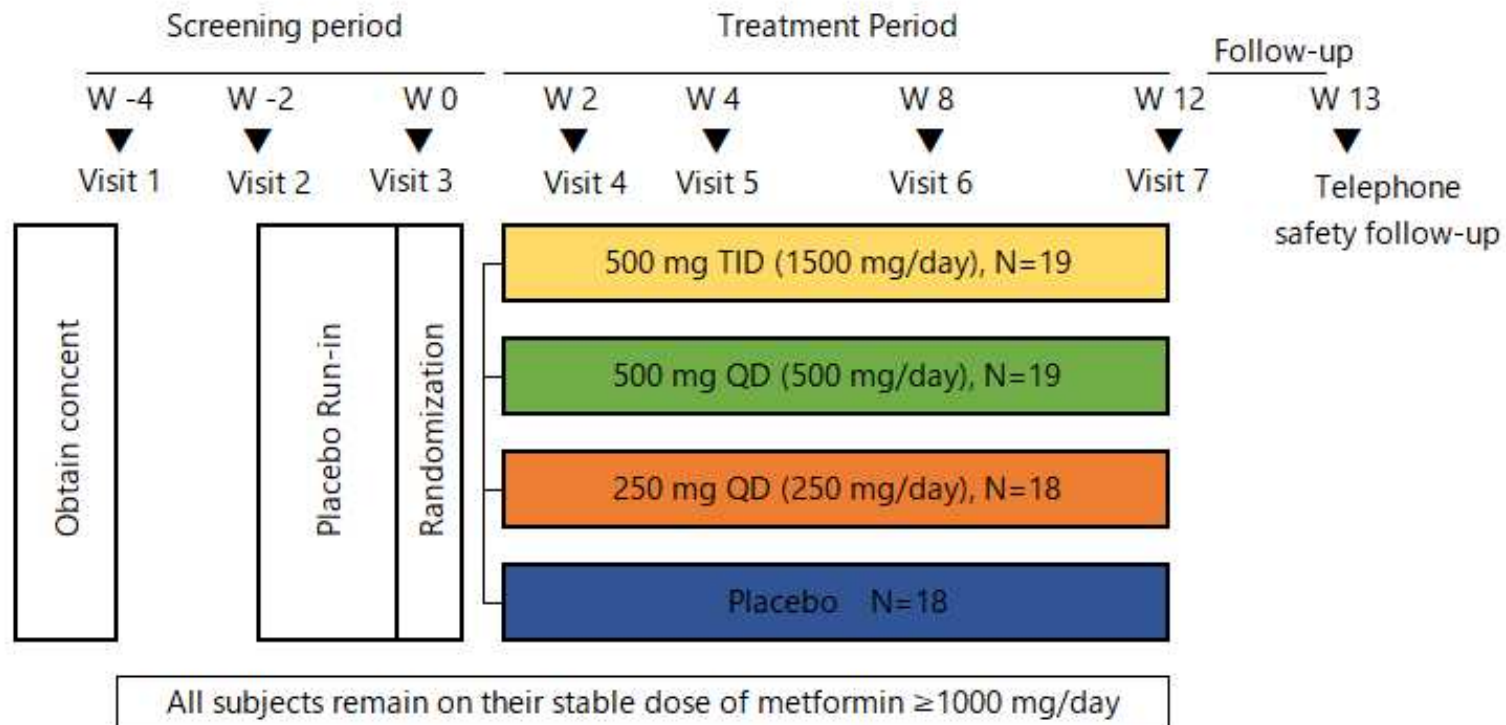 Screening period
Treatment Period
Follow-up
W -4
W -2
W 0
W 2
W 4
W 8
W 12
W 13
Visit 1
Visit 2
Visit 3
Visit 4
Visit 5
Visit 6
Visit 7
Telephone
safety follow-up
Obtain concent
Placebo Run-in
Randomization
500 mg TID (1500 mg/day), N=19
500 mg QD (500 mg/day), N=19
250 mg QD (250 mg/day), N=18
Placebo N=18
All subjects remain on their stable dose of metformin ≥1000 mg/day